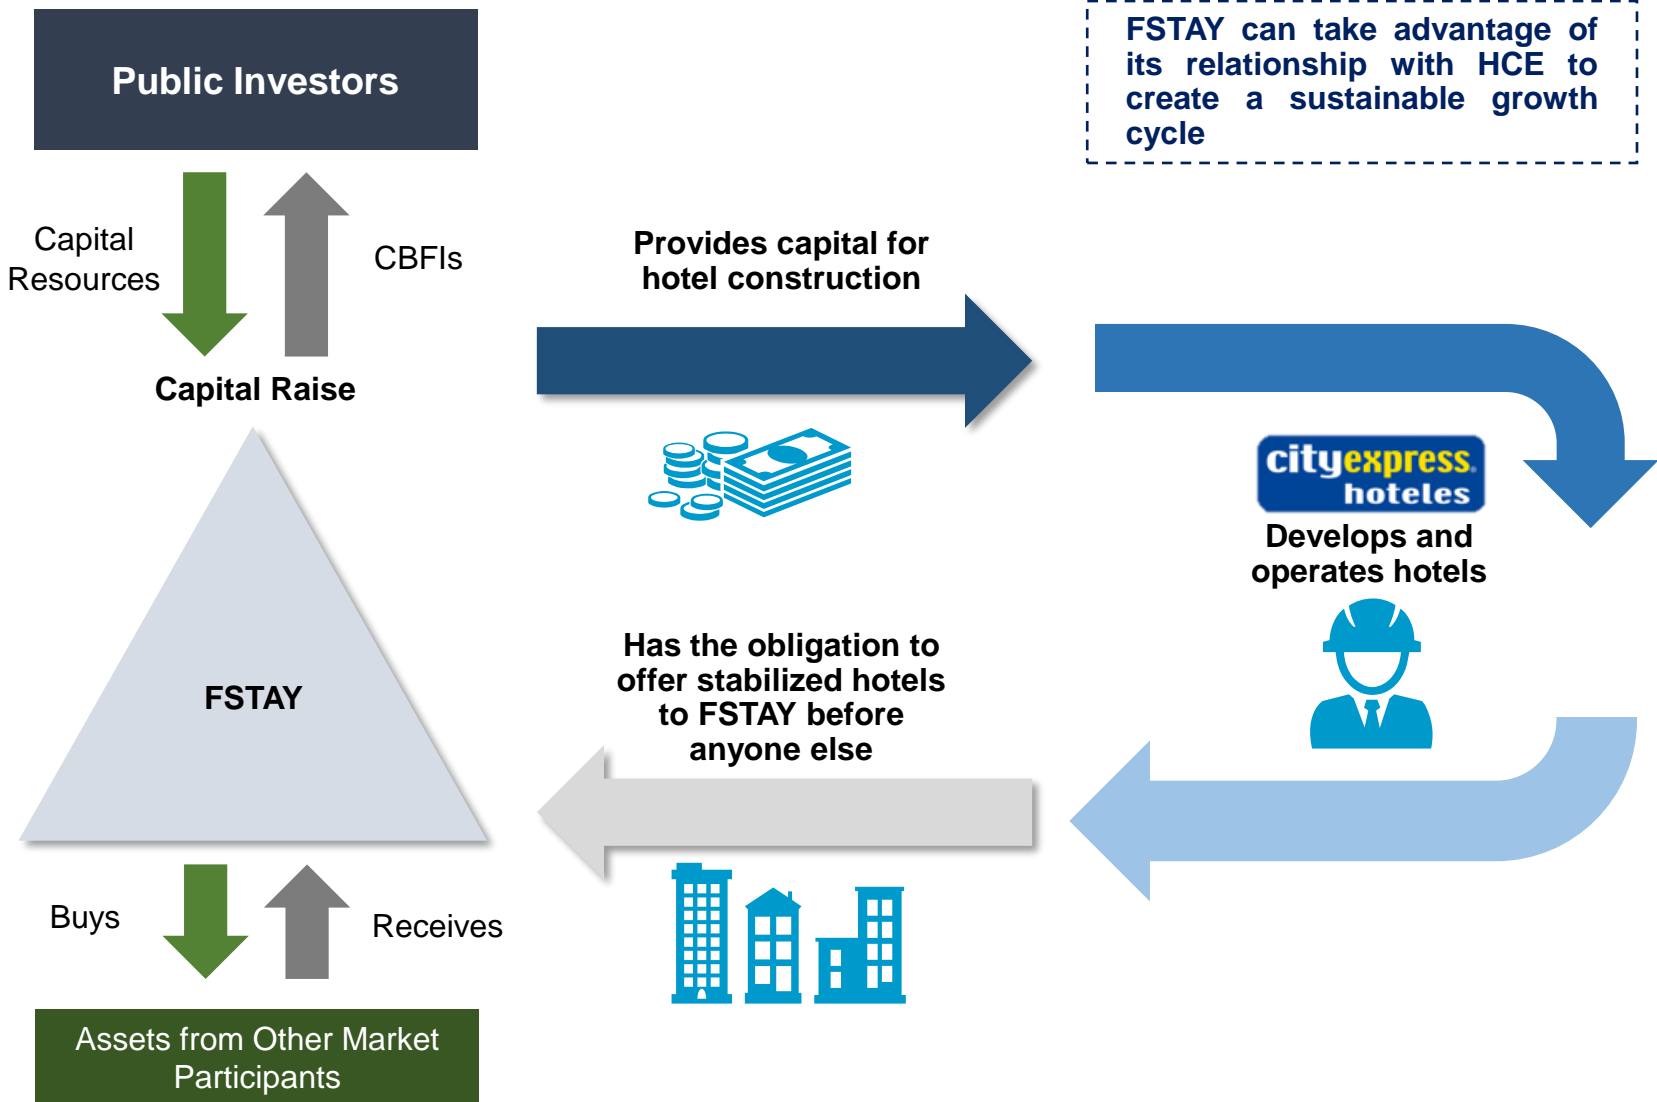 Public Investors
FSTAY can take advantage of
its relationship with HCE to
create a sustainable growth
cycle
Capital
Resources
CBFIs
Capital Raise
Provides capital for
hotel construction
cityexpress.
hoteles
Develops and
operates hotels
FSTAY
Has the obligation to
offer stabilized hotels
to FSTAY before
anyone else
Buys
Receives
Assets from Other Market
Participants